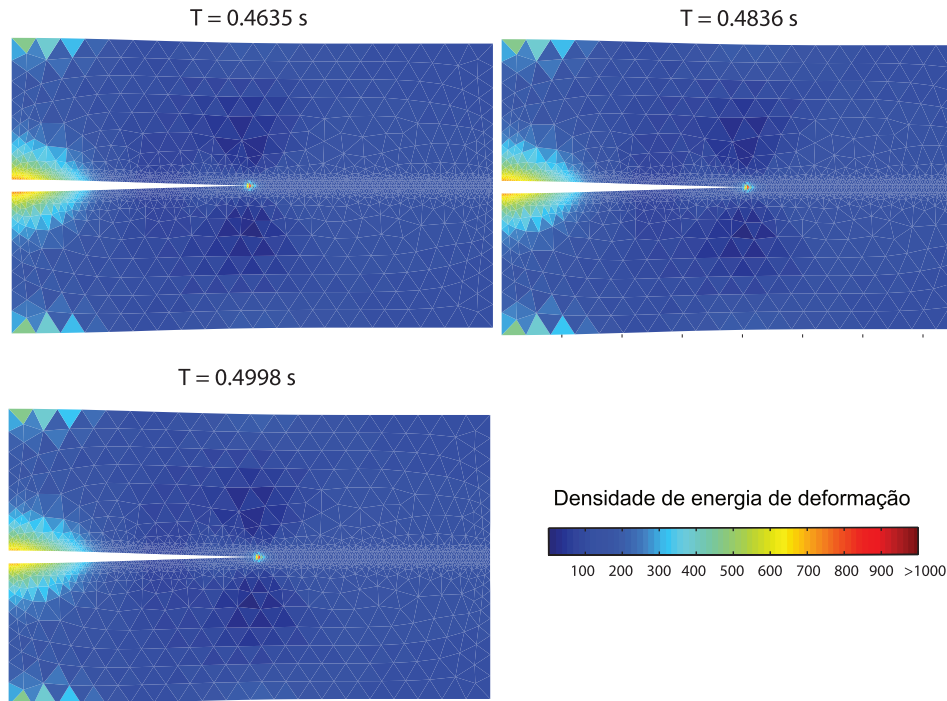 T = 0.4635 s
T = 0.4836 s
T = 0.4998 s
Densidade de energia de deformação
100 200 300 400 500 600 700 800 900 >1000